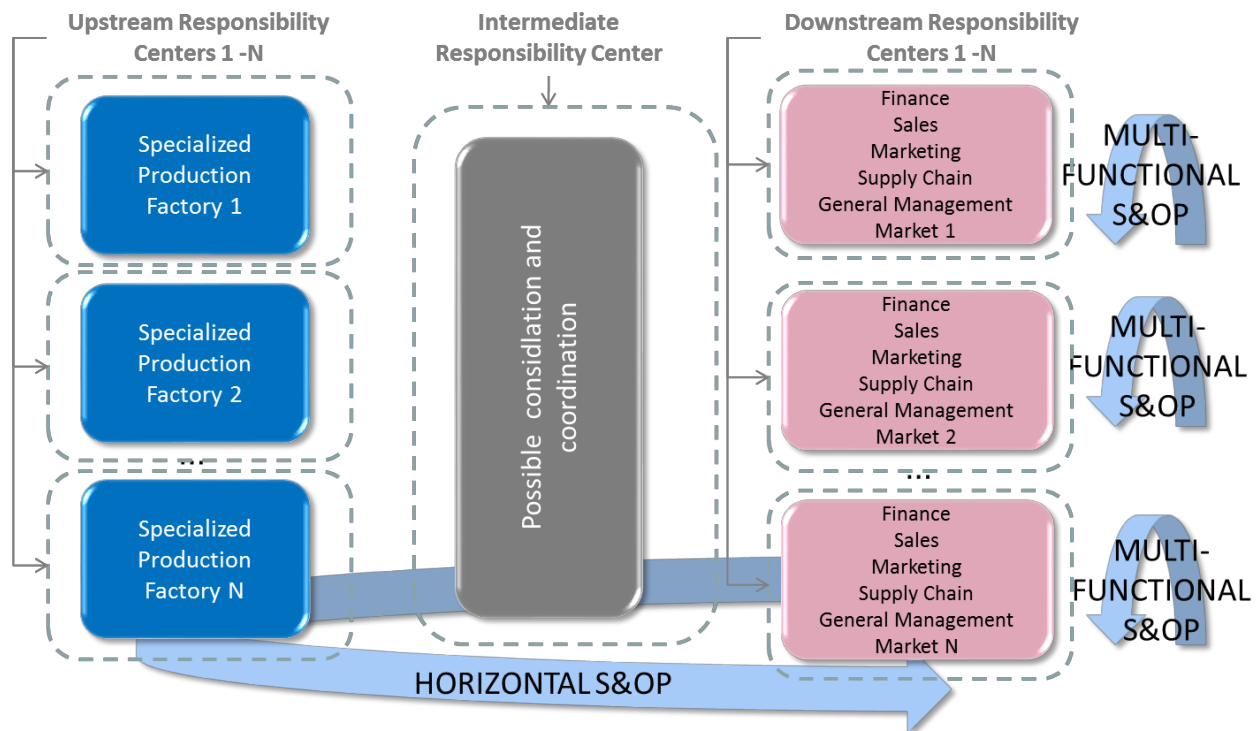 Upstream Responsibility
Centers 1 -N
Intermediate
Responsibility Center
Downstream Responsibility
Centers 1 -N
Specialized
Production
Factory 1
Specialized
Production
Factory 2
...
Specialized
Production
Factory N
Possible considlation and
coordination
Finance
Sales
Marketing
Supply Chain
General Management
Market 1
Finance
Sales
Marketing
Supply Chain
General Management
Market 2
...
Finance
Sales
Marketing
Supply Chain
General Management
Market N
MULTI-
FUNCTIONAL
S&OP
MULTI-
FUNCTIONAL
S&OP
MULTI-
FUNCTIONAL
S&OP
HORIZONTAL S&OP